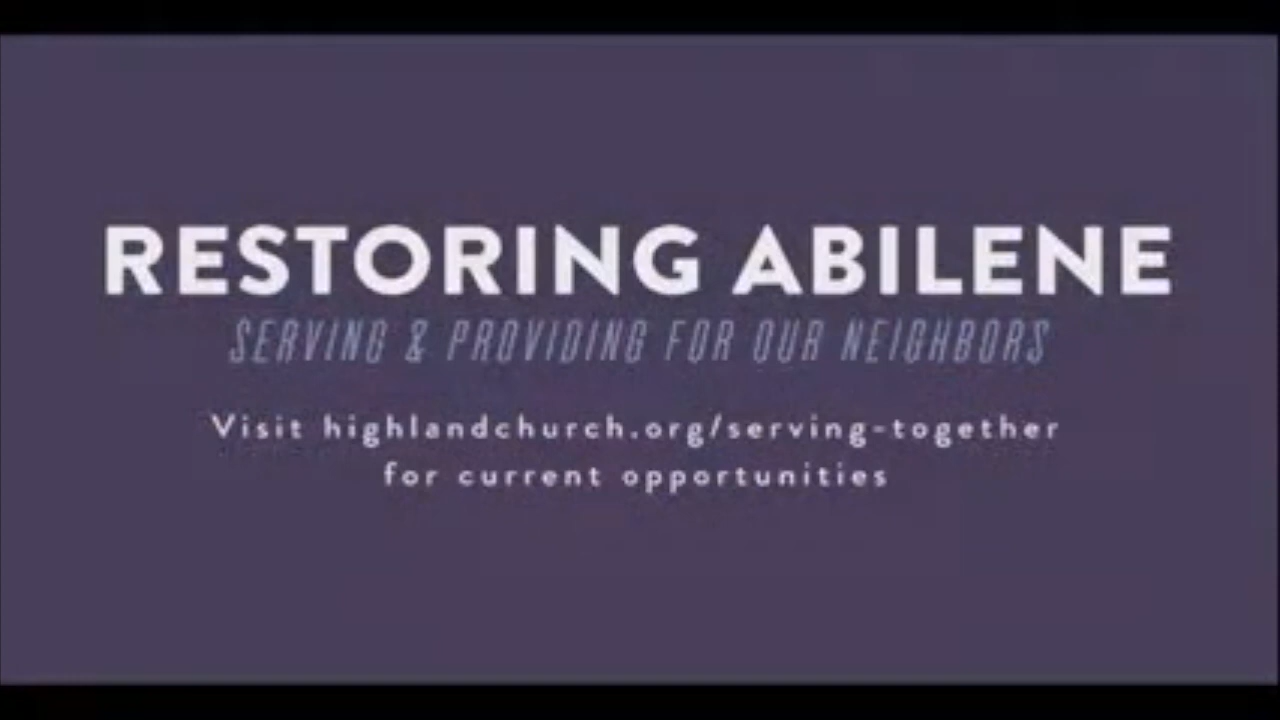 RESTORING ABILENE
SERVING & PROVIDING FOR OUR NEIGHBORS
Visit highlandchurch.org/serving-together
for current opportunities